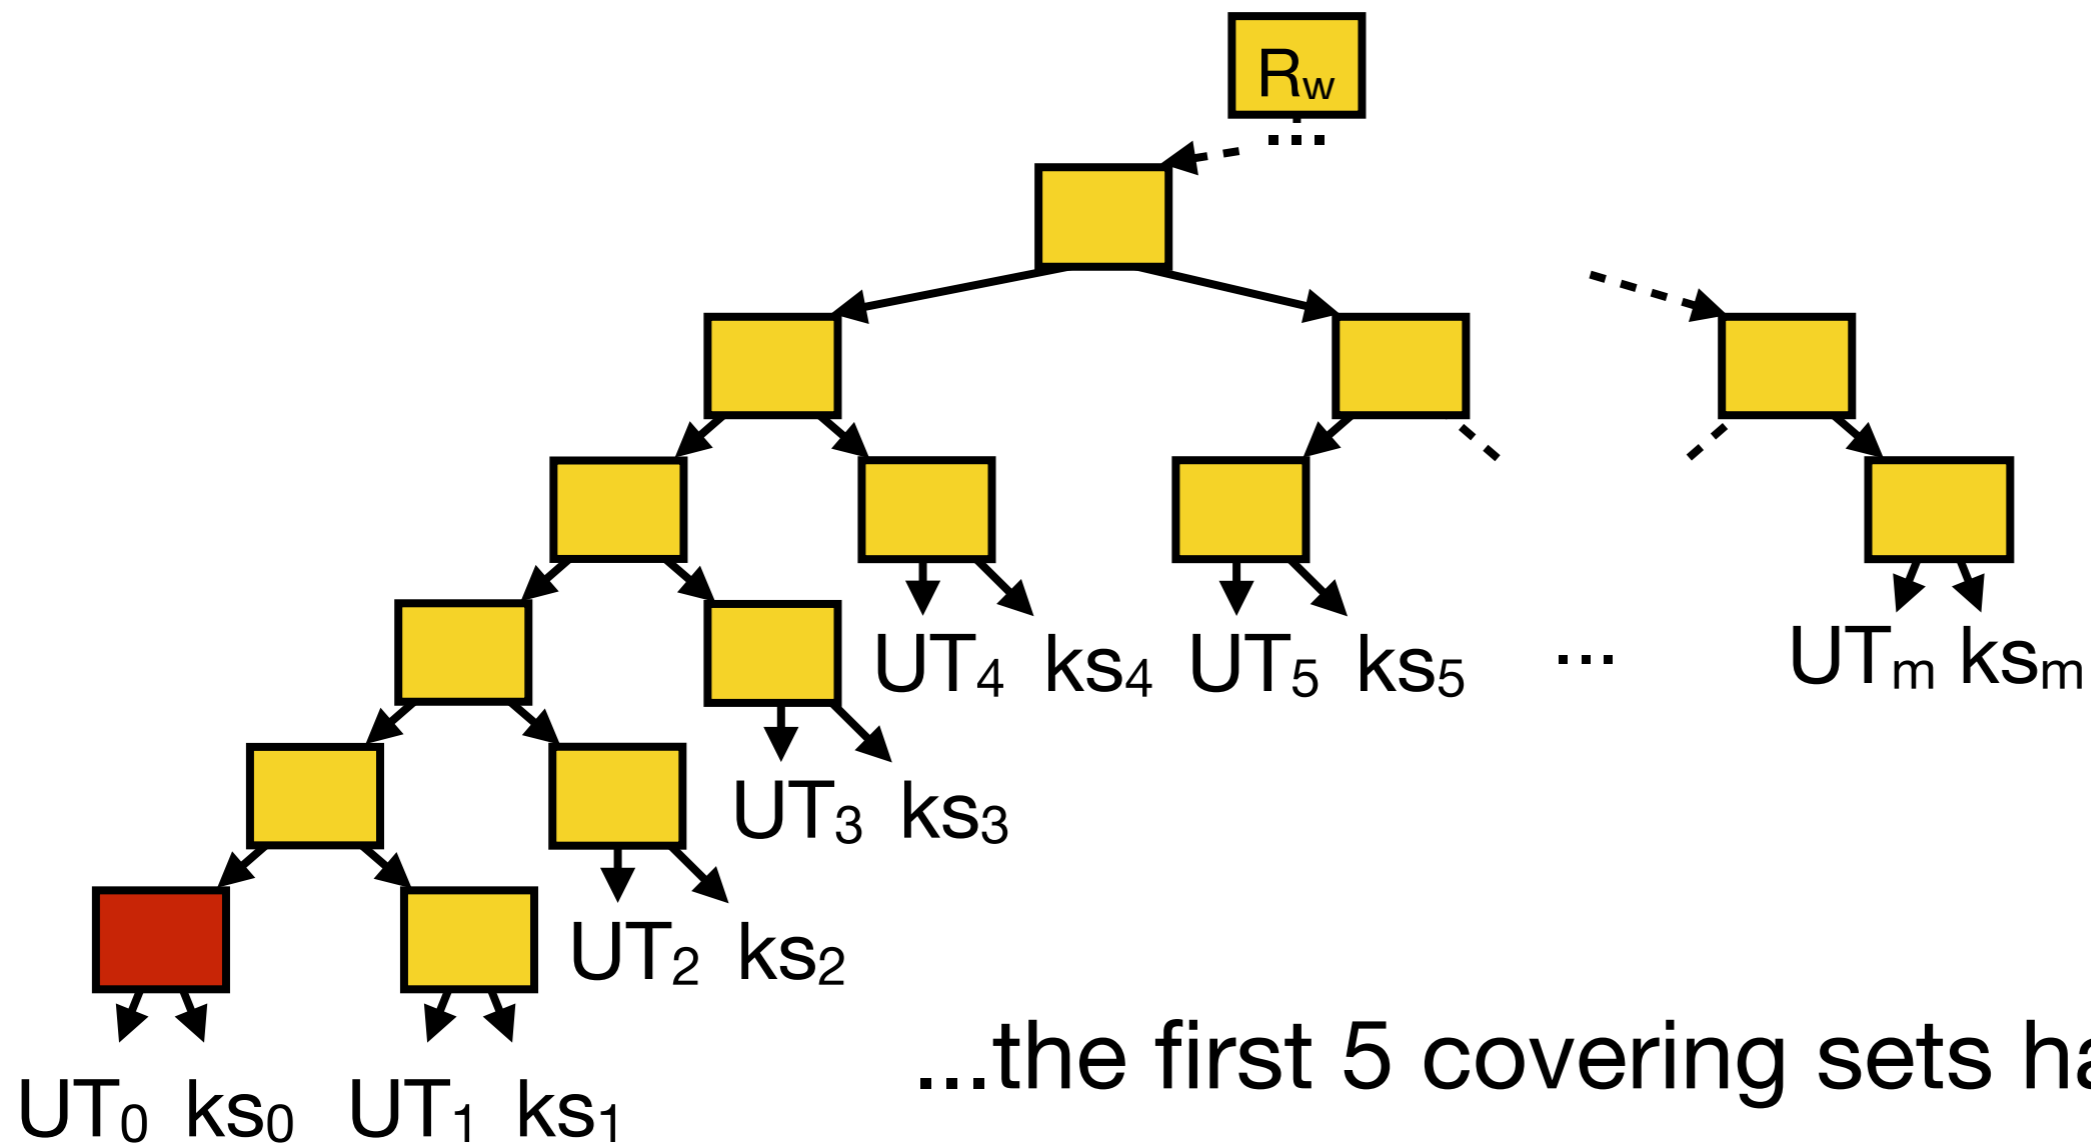 Rw
...
UT4 ks4 UT5 ks5 ... UTm ksm
UT3 ks3
UT2 ks2
...the first 5 covering sets
UT0 ks0 UT1 ks1